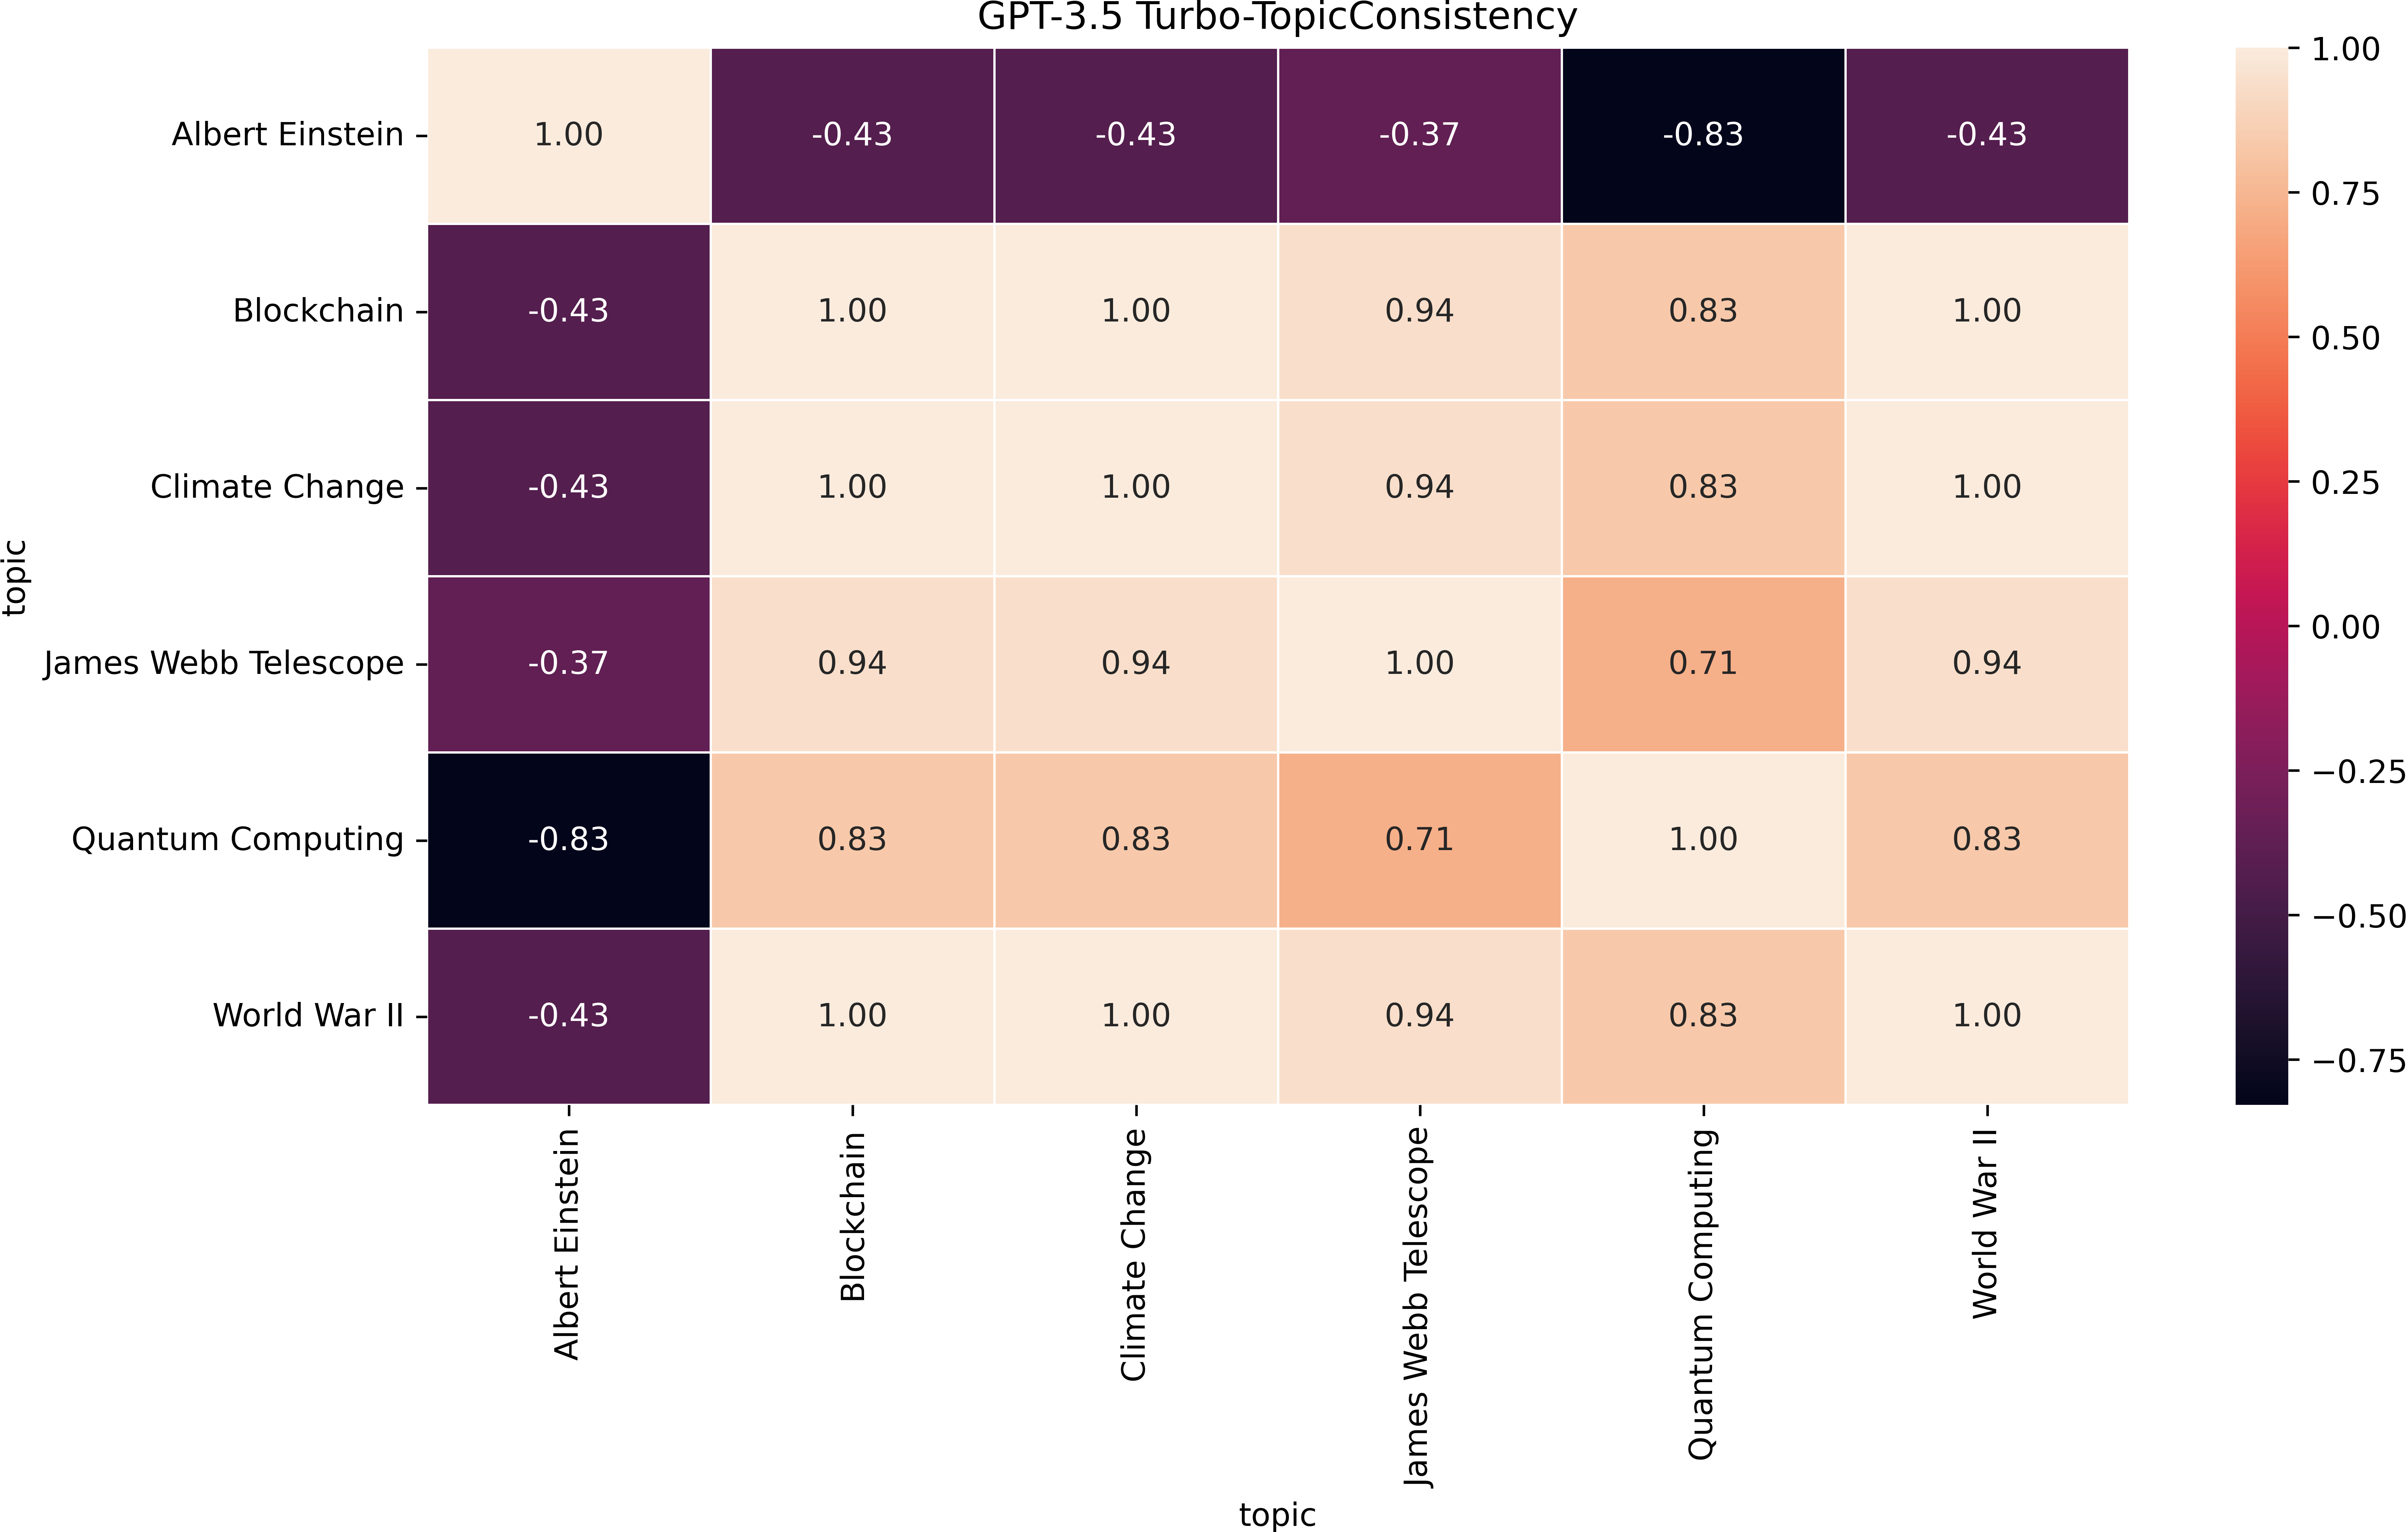 GPT-3.5 Turbo-TopicConsistency
Albert Einstein 1.00 -0.43 -0.43 -0.37 -0.83 -0.43
Blockchain -0.43 1.00 1.00 0.94 0.83 1.00
Climate Change -0.43 1.00 1.00 0.94 0.83 1.00
James Webb Telescope -0.37 0.94 0.94 1.00 0.71 0.94
Quantum Computing -0.83 0.83 0.83 0.71 1.00 0.83
World War II -0.43 1.00 1.00 0.94 0.83 1.00
topic
Albert Einstein
Blockchain
Climate Change
James Webb Telescope
Quantum Computing
World War II
topic
1.00
0.75
0.50
0.25
0.00
−0.25
−0.50
−0.75